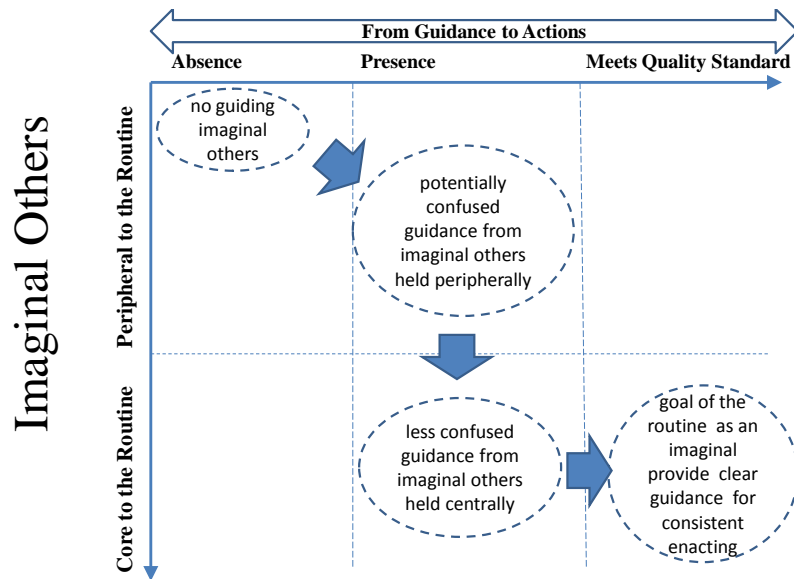 From Guidance to Actions
Absence
Presence
Meets Quality Standard
Imaginal Others
Peripheral to the Routine
no guiding
imaginal
others
potentially
confused
guidance from
imaginal others
held peripherally
Core to the Routine
less confused
guidance from
imaginal others
held centrally
goal of the
routine as an
imaginal
provide clear
guidance for
consistent
enacting